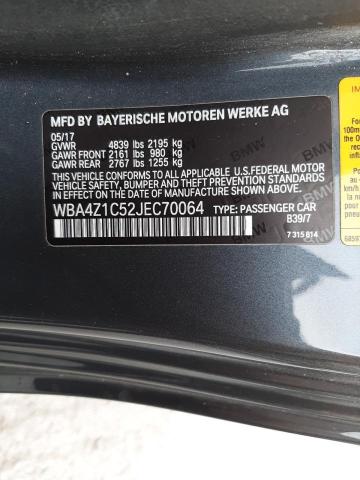 MFD BY BAYERISCHE MOTOREN WERKE AG
05/17
GVWR 4839 lbs 2195 kg
GAWR FRONT 2161 lbs 980 kg
GAWR REAR 2767 lbs 1255 kg
THIS VEHICLE CONFORMS TO ALL APPLICABLE U.S.FEDERAL MOTOR
VEHICLE SAFETY, BUMPER, AND THEFT
PREVENTION STANDARDS IN EFFECT ON THE DATE OF MANUFACTURE SHOWN ABOVE.
WBA4Z1C52JEC70064 TYPE: PASSENGER CAR
B39/7
7 315 814
BMW